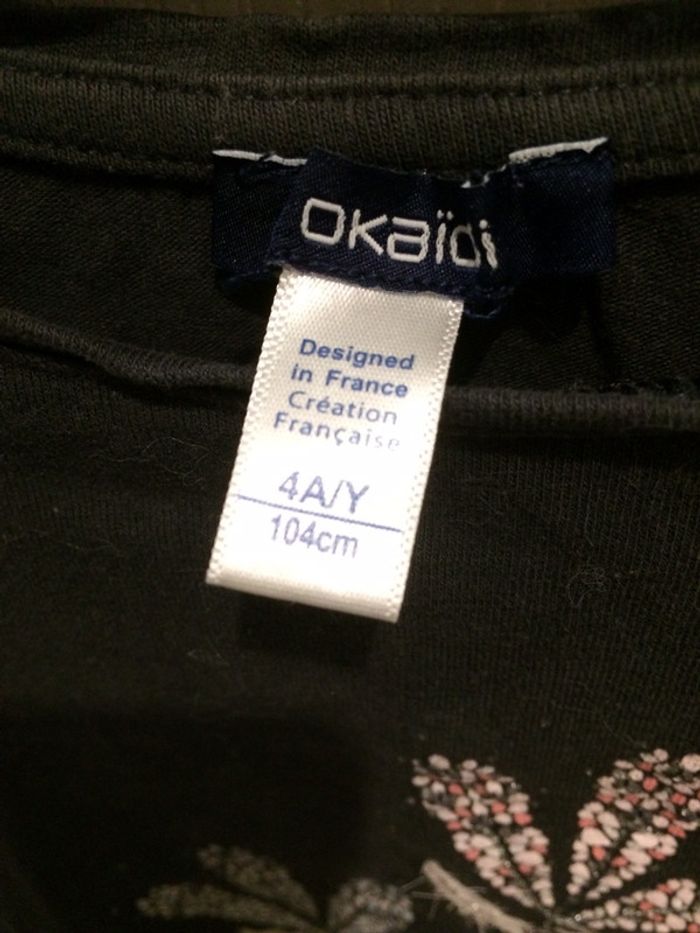 okaïdi
Designed
in France
Création
Française
4A/Y
104cm